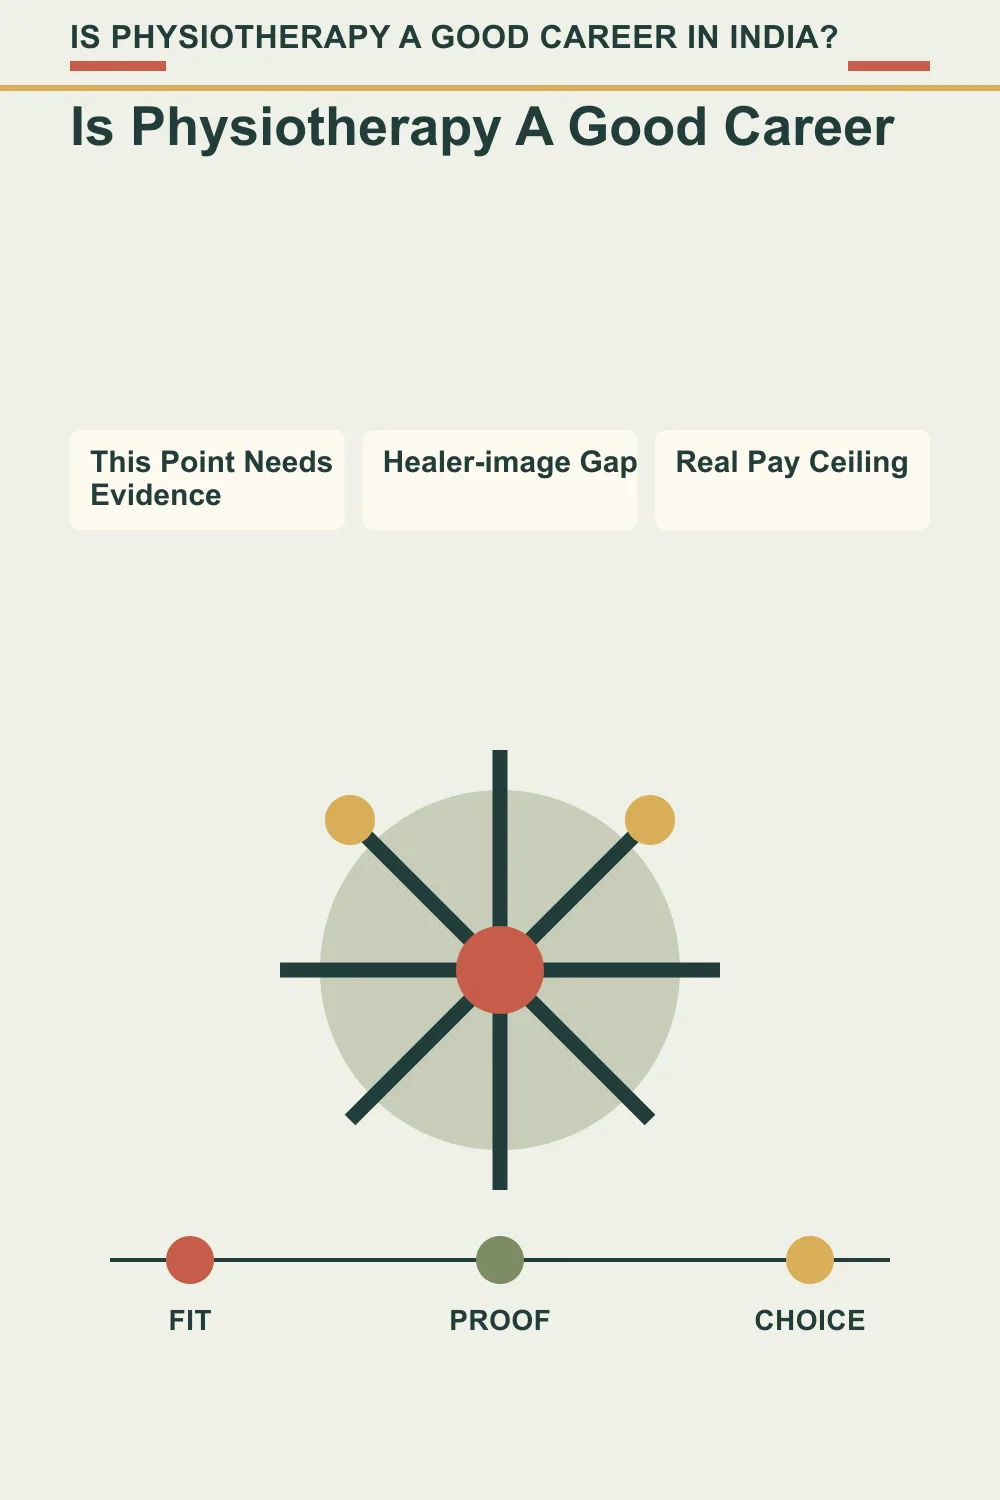 IS PHYSIOTHERAPY A GOOD CAREER IN INDIA?
Is Physiotherapy A Good Career
This Point Needs
Evidence
Healer-image Gap
Real Pay Ceiling
FIT
PROOF
CHOICE